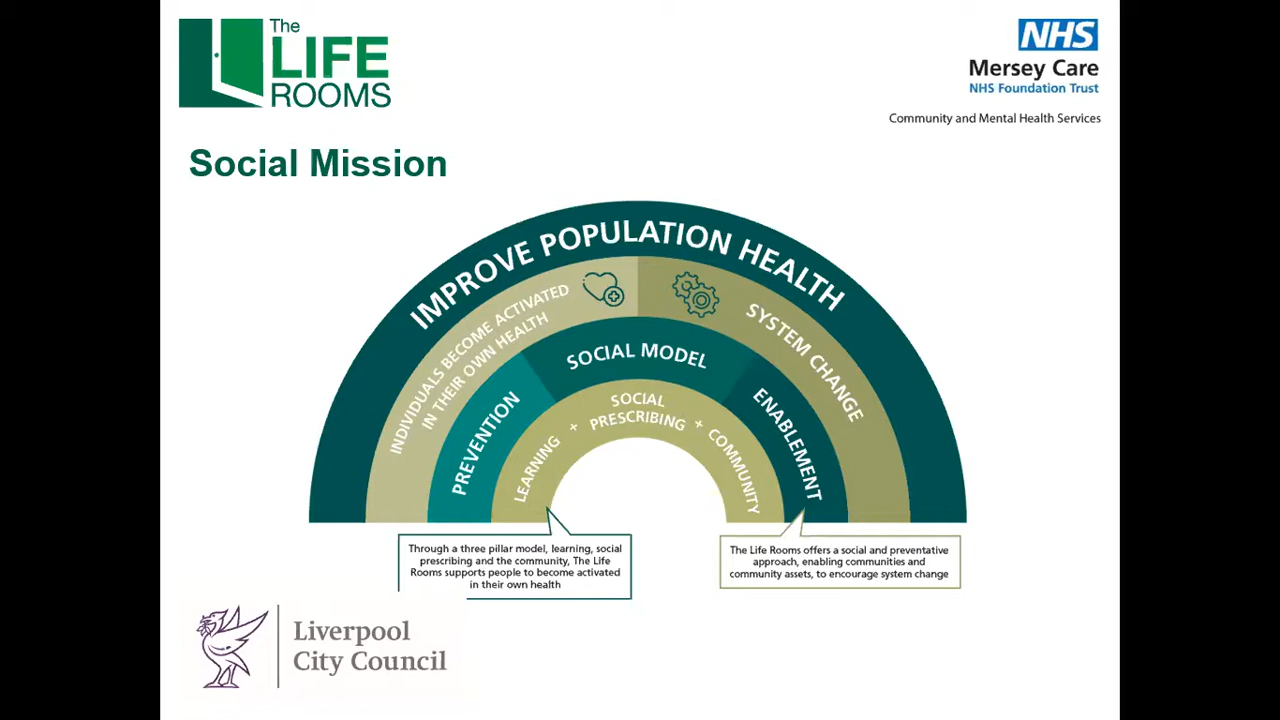 The
LIFE
ROOMS
NHS
Mersey Care
NHS Foundation Trust
Community and Mental Health Services
Social Mission
IMPROVE POPULATION HEALTH
INDIVIDUALS BECOME ACTIVATED
IN THEIR OWN HEALTH
SYSTEM CHANGE
PREVENTION
SOCIAL MODEL
ENABLEMENT
LEARNING
+
SOCIAL
PRESCRIBING
+
COMMUNITY
Through a three pillar model, learning, social
prescribing and the community, The Life
Rooms supports people to become activated
in their own health
The Life Rooms offers a social and preventative
approach, enabling communities and
community assets, to encourage system change
Liverpool
City Council